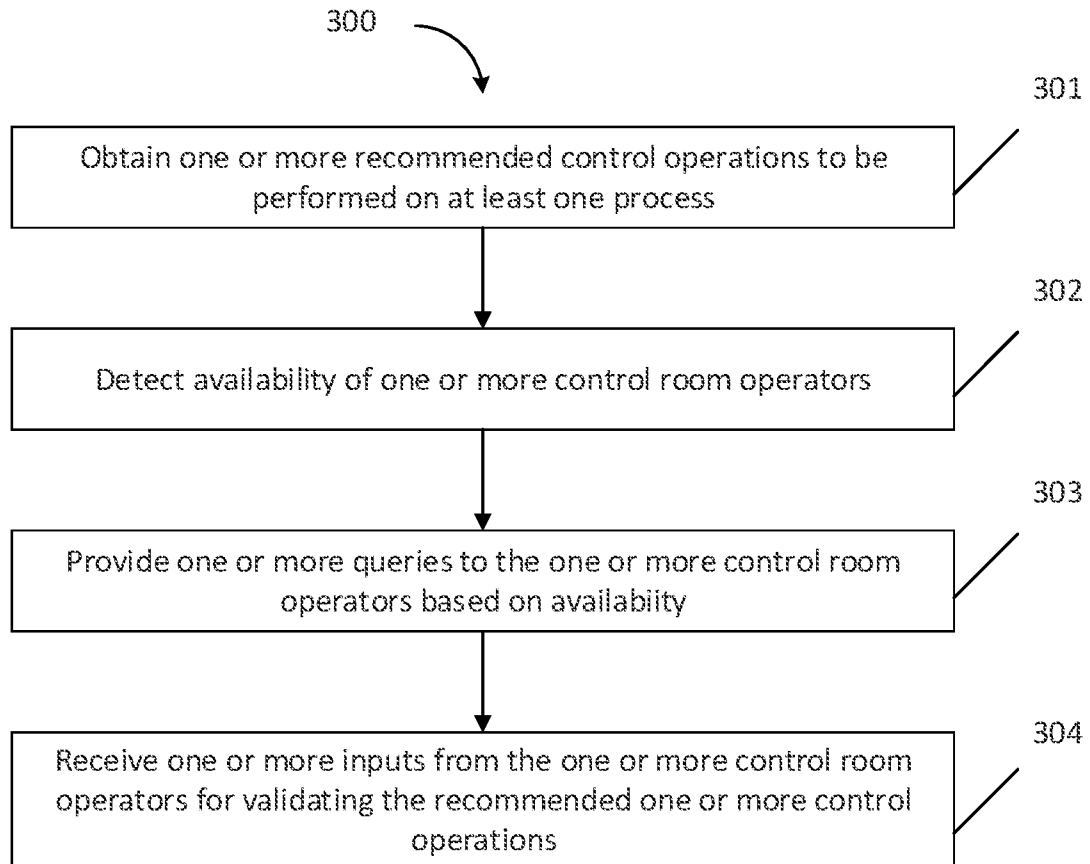 300
301
Obtain one or more recommended control operations to be
performed on at least one process
302
Detect availability of one or more control room operators
303
Provide one or more queries to the one or more control room
operators based on availability
304
Receive one or more inputs from the one or more control room
operators for validating the recommended one or more control
operations